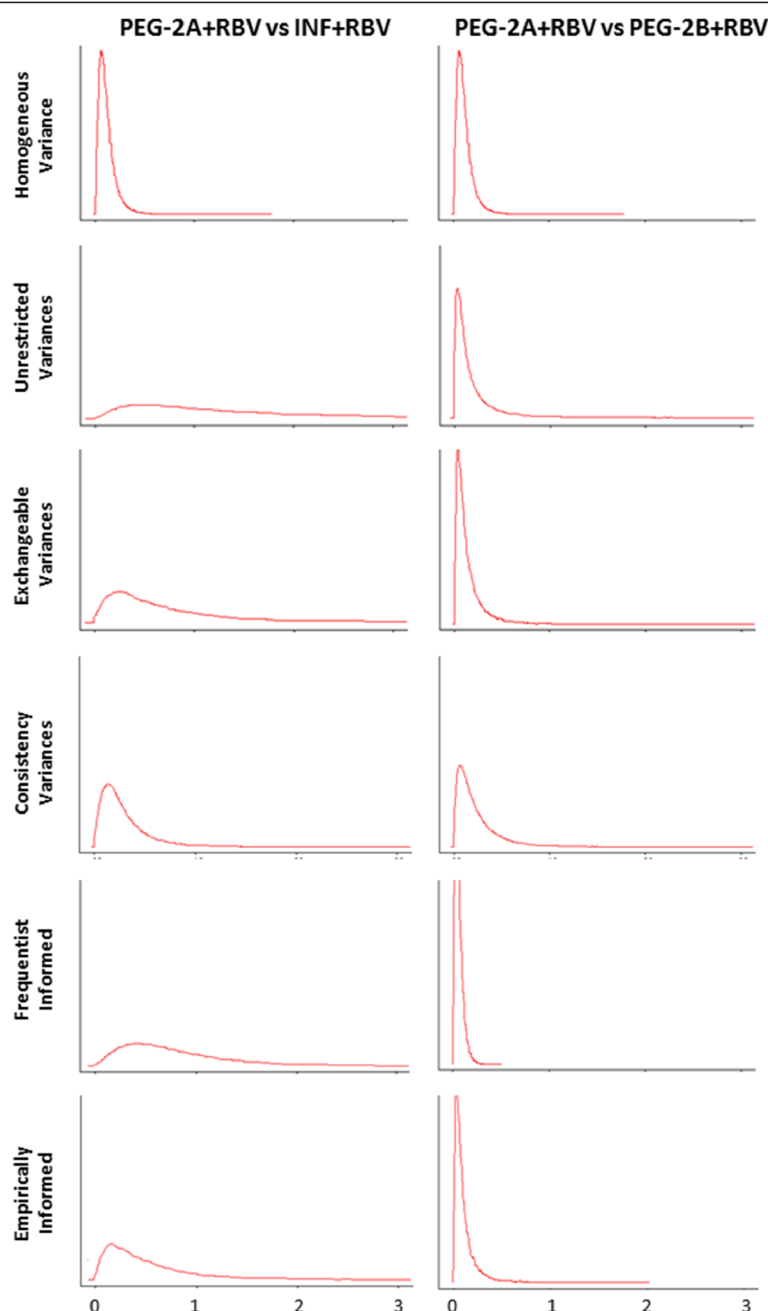 PEG-2A+RBV vs INF+RBV
PEG-2A+RBV vs PEG-2B+RBV
Homogeneous
Variance
Unrestricted
Variances
Exchangeable
Variances
Consistency
Variances
Frequentist
Informed
Empirically
Informed
0 1 2 3
0 1 2 3